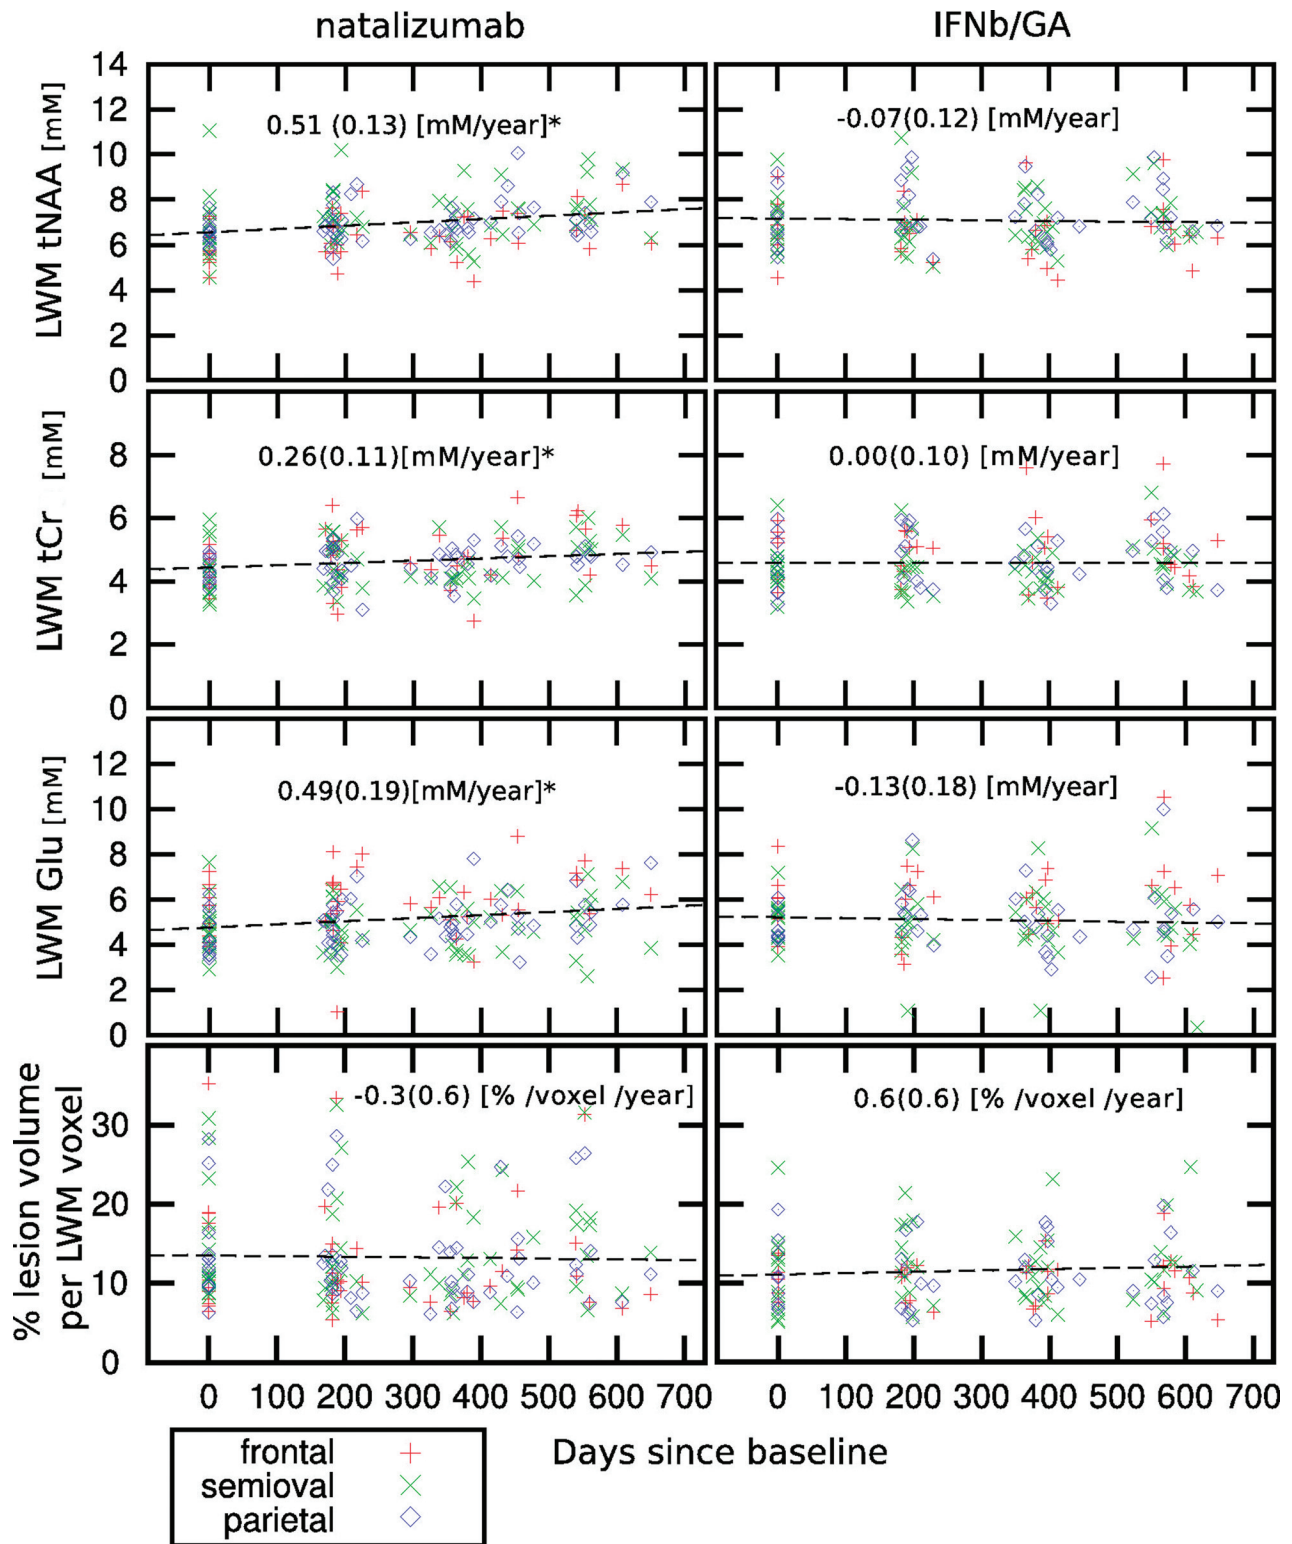 natalizumab IFNb/GA
LWM tNAA [mM]
14
12
10
8
6
4
2
0
0.51 (0.13) [mM/year]*
-0.07(0.12) [mM/year]
LWM tCr [mM]
8
6
4
2
0
0.26(0.11)[mM/year]*
0.00(0.10) [mM/year]
LWM Glu [mM]
12
10
8
6
4
2
0
0.49(0.19)[mM/year]*
-0.13(0.18) [mM/year]
% lesion volume
per LWM voxel
30
20
10
0
-0.3(0.6) [% /voxel /year]
0.6(0.6) [% /voxel /year]
0 100 200 300 400 500 600 700 0 100 200 300 400 500 600 700
Days since baseline
frontal
semioval
parietal